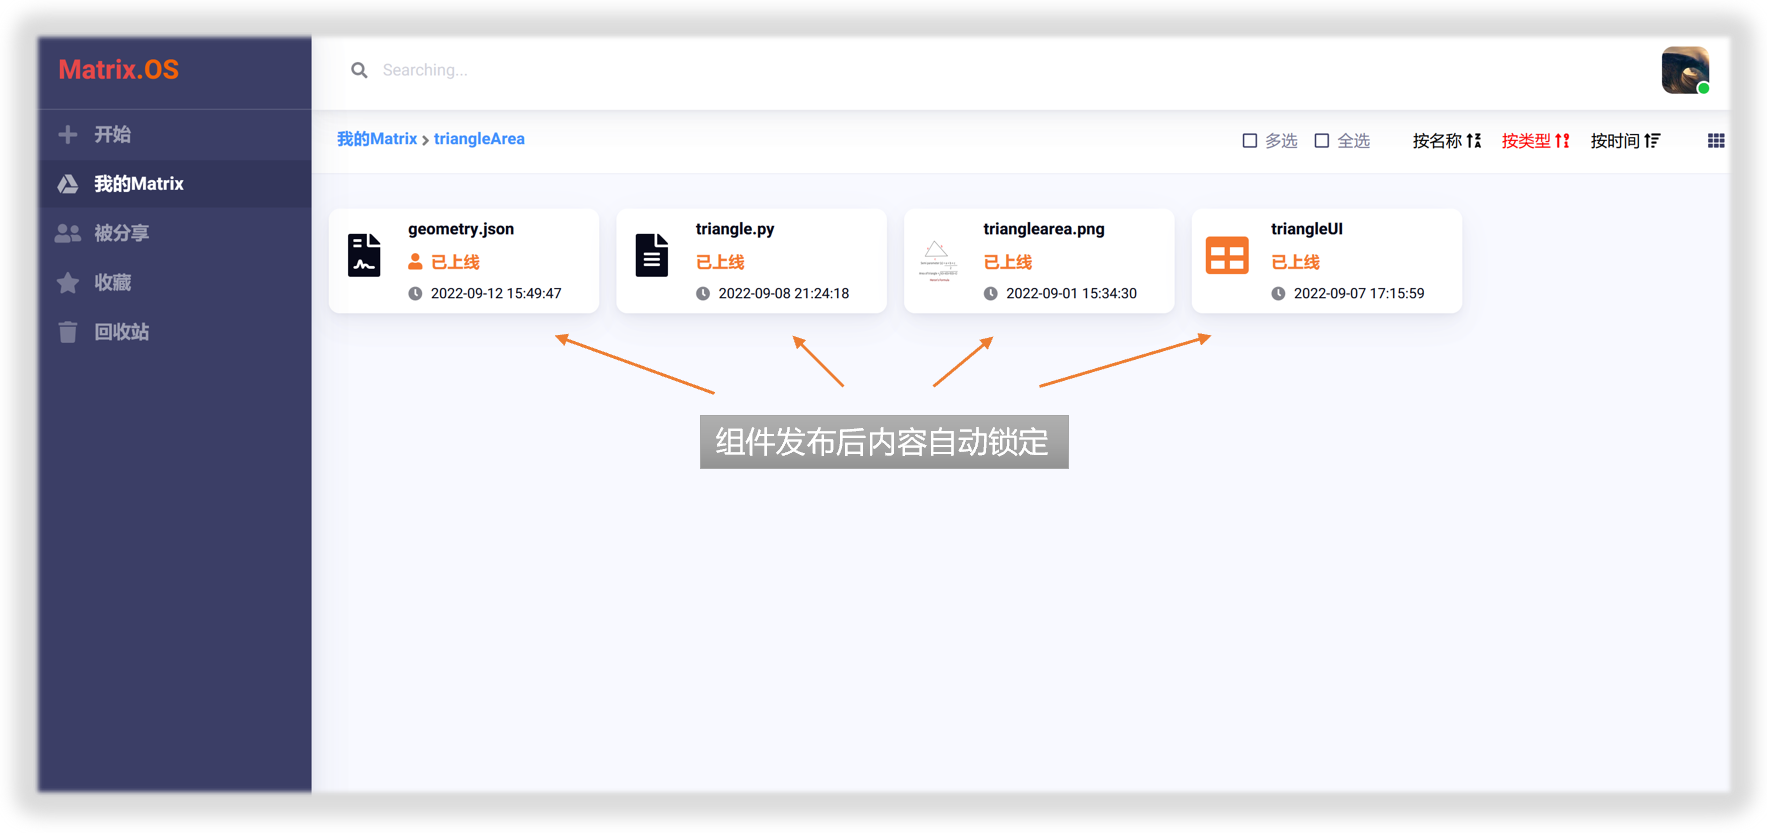 Matrix.OS
Searching...
开始
我的Matrix
被分享
收藏
回收站
我的Matrix > triangleArea
多选 全选 按名称 按类型 按时间
geometry.json
已上线
2022-09-12 15:49:47
triangle.py
已上线
2022-09-08 21:24:18
trianglearea.png
已上线
2022-09-01 15:34:30
triangleUI
已上线
2022-09-07 17:15:59
组件发布后内容自动锁定